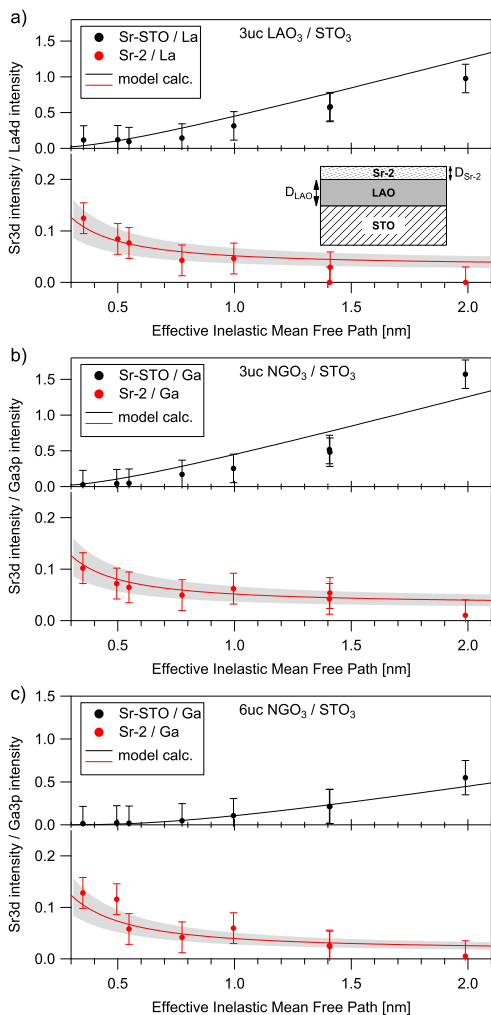 a)
3uc LAO3 / STO3
Sr-STO / La
Sr-2 / La
model calc.
1.5
1.0
0.5
0.0
0.2
0.1
0.0
Sr3d intensity / La4d intensity
Sr-2
LAO
STO
DLAO
DSr-2
0.5
1.0
1.5
2.0
Effective Inelastic Mean Free Path [nm]
b)
3uc NGO3 / STO3
Sr-STO / Ga
Sr-2 / Ga
model calc.
1.5
1.0
0.5
0.0
0.2
0.1
0.0
Sr3d intensity / Ga3p intensity
0.5
1.0
1.5
2.0
Effective Inelastic Mean Free Path [nm]
c)
6uc NGO3 / STO3
Sr-STO / Ga
Sr-2 / Ga
model calc.
1.5
1.0
0.5
0.0
0.2
0.1
0.0
Sr3d intensity / Ga3p intensity
0.5
1.0
1.5
2.0
Effective Inelastic Mean Free Path [nm]